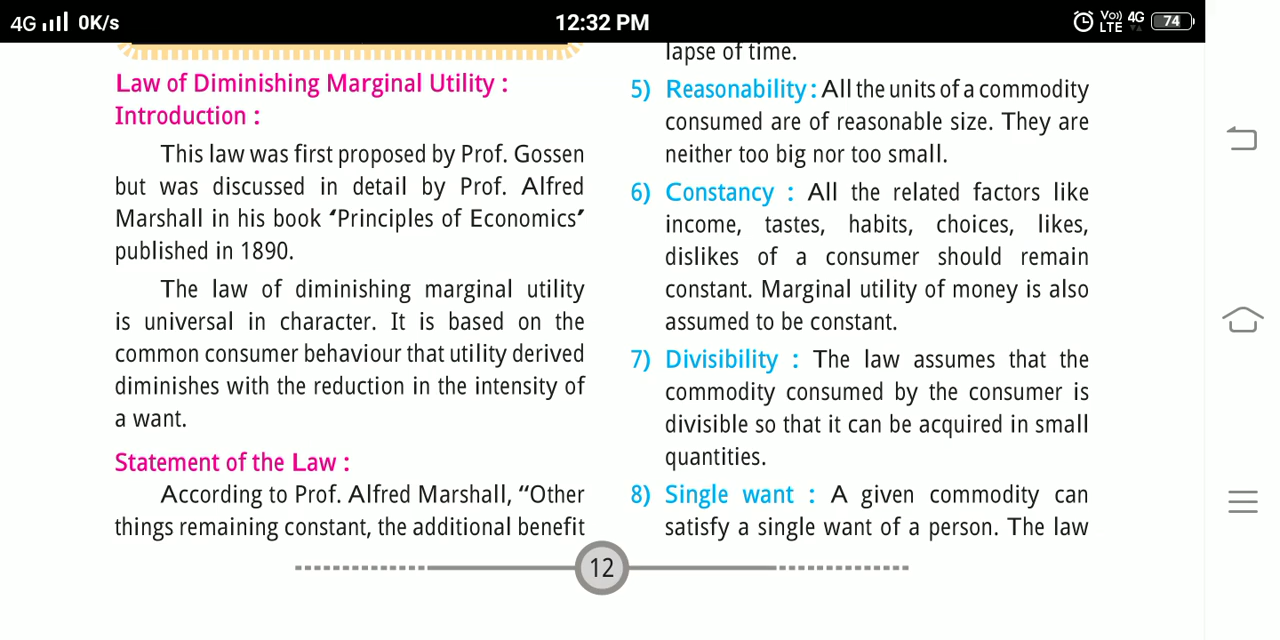 4G 0K/s 12:32 PM Vo) LTE 4G 74
Law of Diminishing Marginal Utility :
Introduction :
This law was first proposed by Prof. Gossen
but was discussed in detail by Prof. Alfred
Marshall in his book ‘Principles of Economics’
published in 1890.
The law of diminishing marginal utility
is universal in character. It is based on the
common consumer behaviour that utility derived
diminishes with the reduction in the intensity of
a want.
Statement of the Law :
According to Prof. Alfred Marshall, “Other
things remaining constant, the additional benefit
lapse of time.
5) Reasonability : All the units of a commodity
consumed are of reasonable size. They are
neither too big nor too small.
6) Constancy : All the related factors like
income, tastes, habits, choices, likes,
dislikes of a consumer should remain
constant. Marginal utility of money is also
assumed to be constant.
7) Divisibility : The law assumes that the
commodity consumed by the consumer is
divisible so that it can be acquired in small
quantities.
8) Single want : A given commodity can
satisfy a single want of a person. The law
12